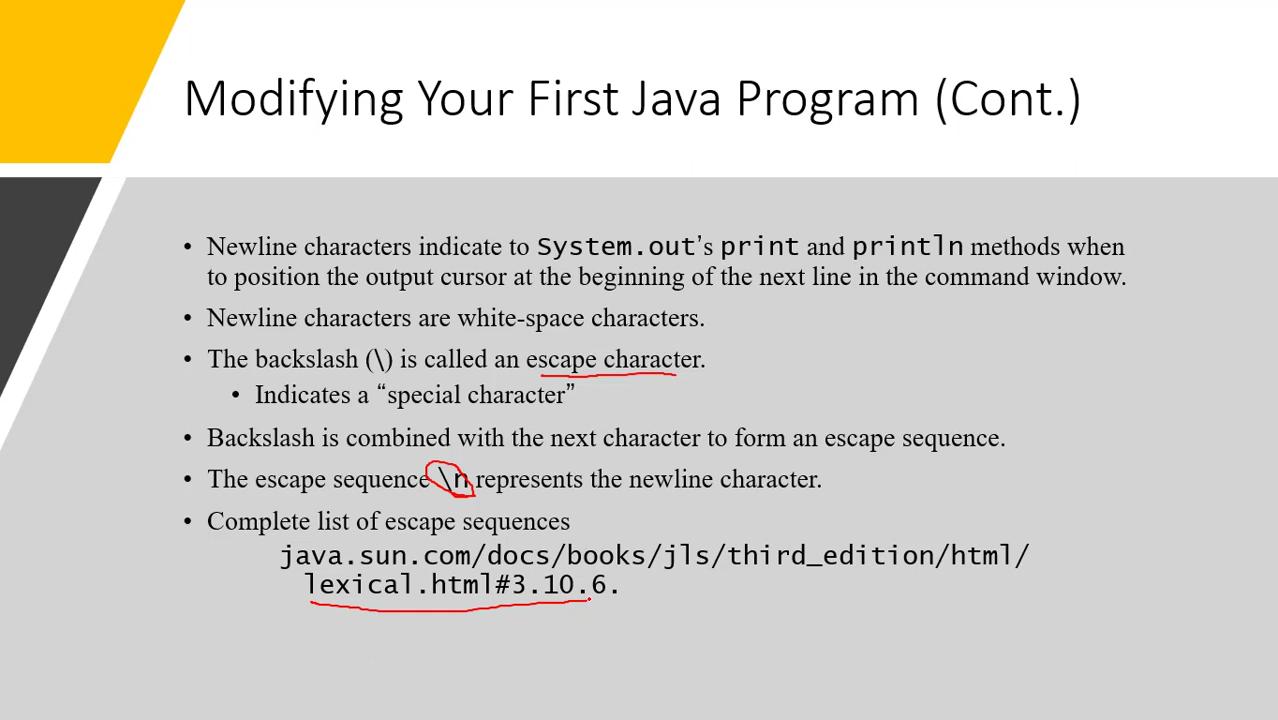 Modifying Your First Java Program (Cont.)
• Newline characters indicate to System.out’s print and println methods when
to position the output cursor at the beginning of the next line in the command window.
• Newline characters are white-space characters.
• The backslash (\) is called an escape character.
• Indicates a “special character”
• Backslash is combined with the next character to form an escape sequence.
• The escape sequence \n represents the newline character.
• Complete list of escape sequences
java.sun.com/docs/books/jls/third_edition/html/
lexical.html#3.10.6.